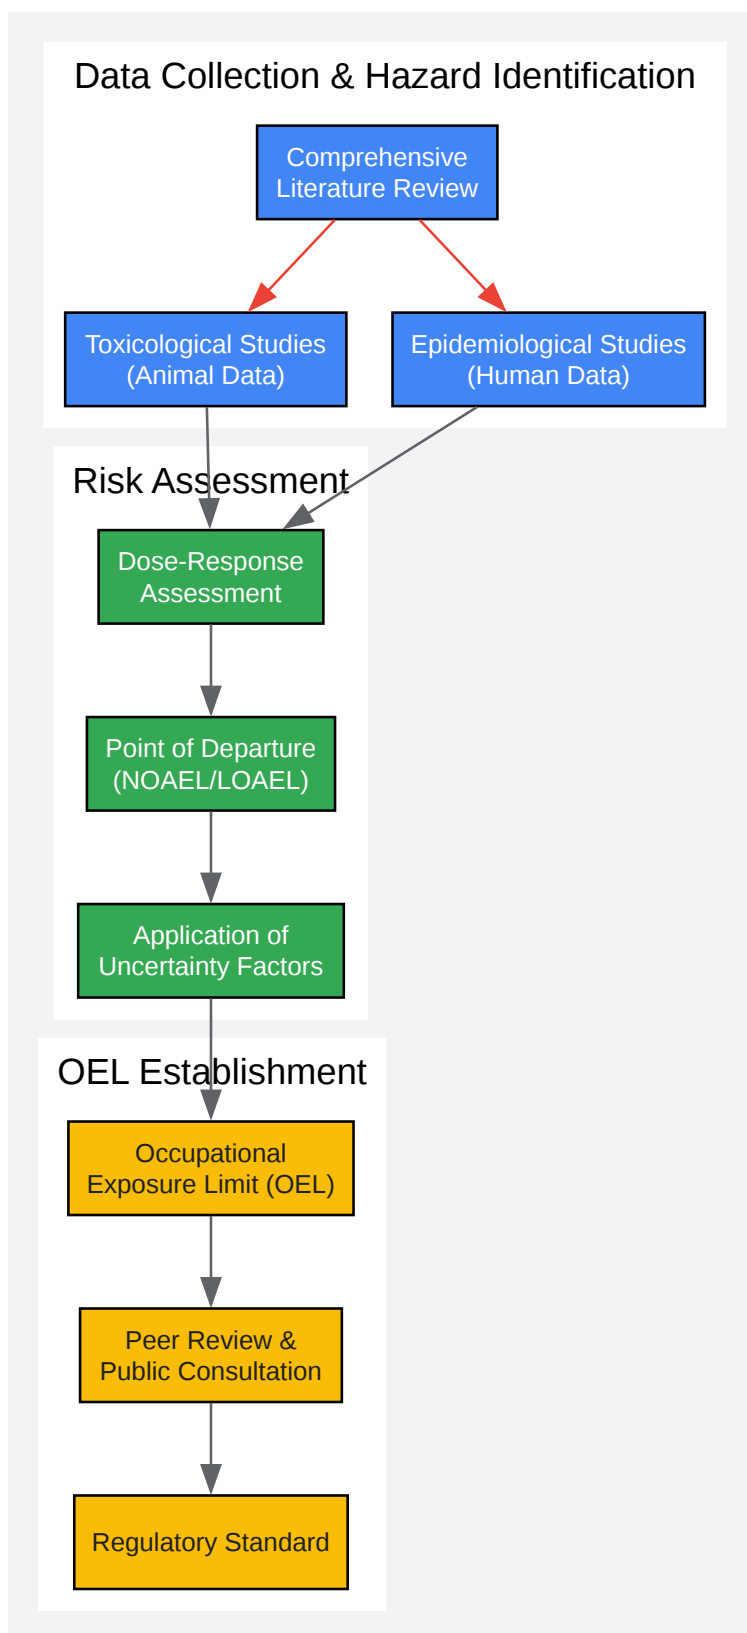 Data Collection & Hazard Identification
Comprehensive
Literature Review
Toxicological Studies
(Animal Data)
Epidemiological Studies
(Human Data)
Risk Assessment
Dose-Response
Assessment
Point of Departure
(NOAEL/LOAEL)
Application of
Uncertainty Factors
OEL Establishment
Occupational
Exposure Limit (OEL)
Peer Review &
Public Consultation
Regulatory Standard